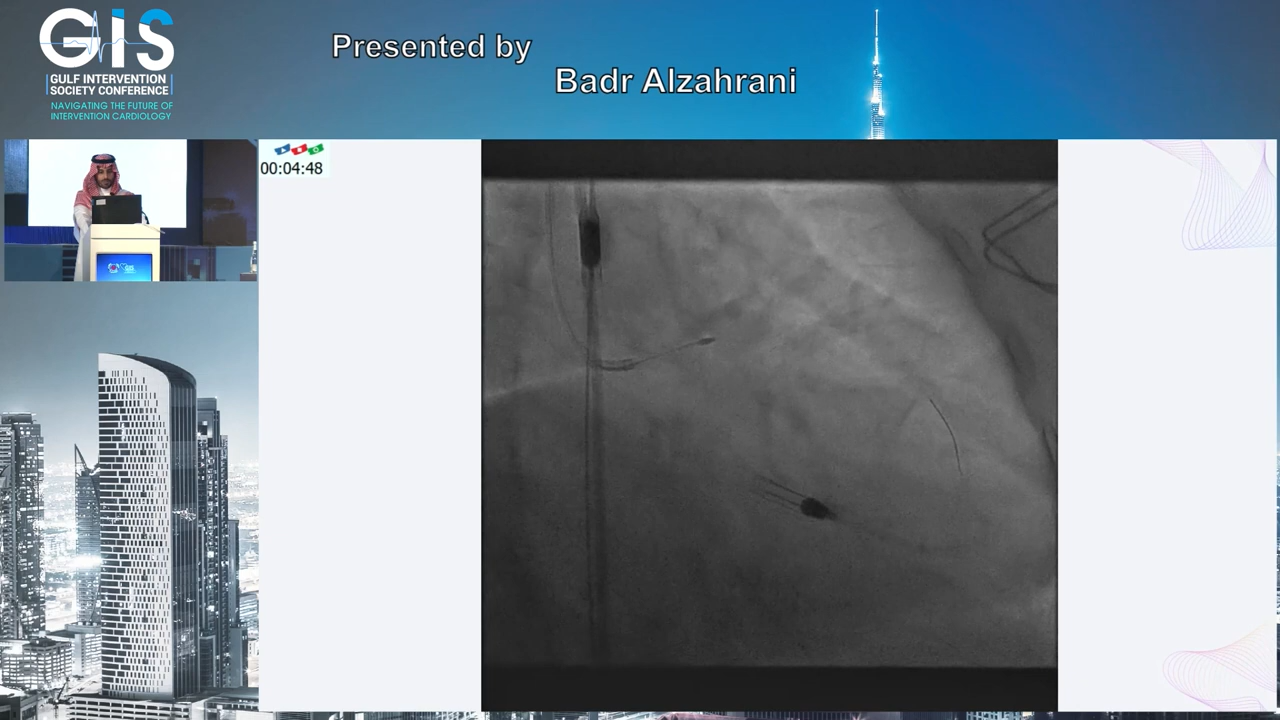 GIS
GULF INTERVENTION
SOCIETY CONFERENCE
NAVIGATING THE FUTURE OF
INTERVENTION CARDIOLOGY
Presented by
Badr Alzahrani
00:04:48